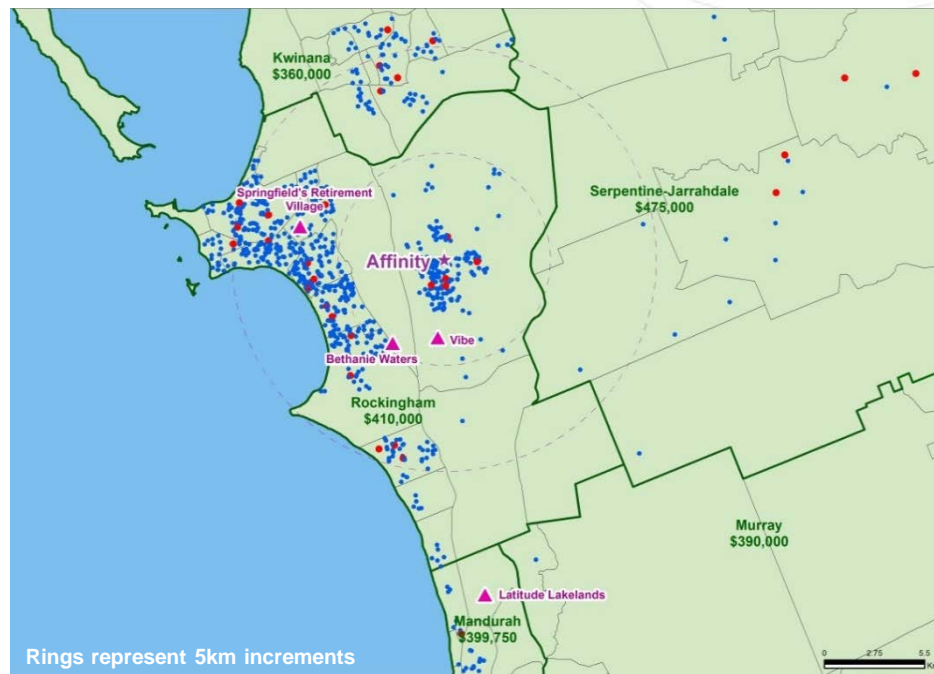 Kwinana
$360,000
Springfield's Retirement
Village
Serpentine-Jarrahdale
$475,000
Affinity
Vibe
Bethanie Waters
Rockingham
$410,000
Murray
$390,000
Latitude Lakelands
Mandurah
$399,750
Rings represent 5km increments
0 2.75 5.5